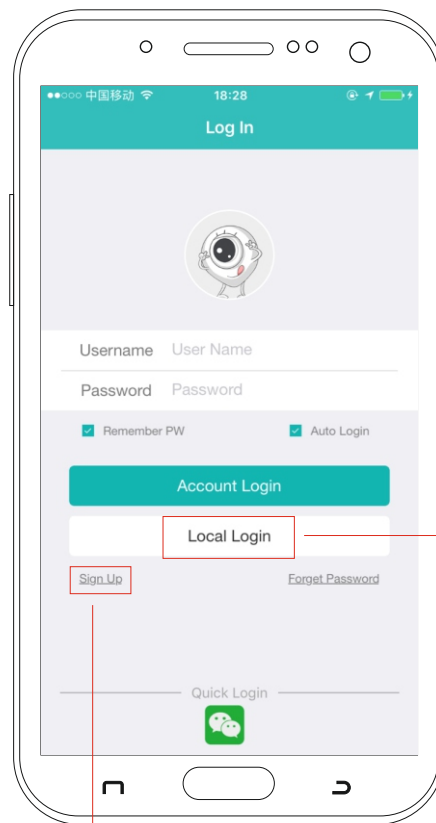 中国移动 18:28
Log In
Username User Name
Password Password
Remember PW Auto Login
Account Login
Local Login
Sign Up Forget Password
Quick Login